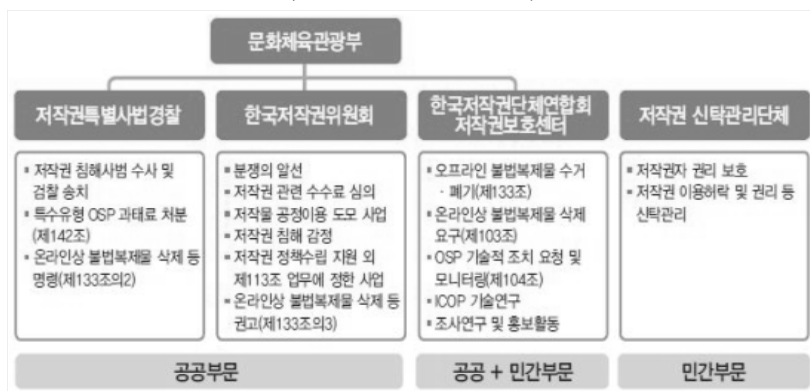 문화체육관광부
저작권특별사법경찰
▪ 저작권 침해사범 수사 및
검찰 송치
▪ 특수유형 OSP 과태료 처분
(제142조)
▪ 온라인상 불법복제물 삭제 등
명령(제133조의2)
한국저작권위원회
▪ 분쟁의 알선
▪ 저작권 관련 수수료 심의
▪ 저작물 공정이용 도모 사업
▪ 저작권 침해 감정
▪ 저작권 정책수립 지원 외
제113조 업무에 정한 사업
▪ 온라인상 불법복제물 삭제 등
권고(제133조의3)
한국저작권단체연합회
저작권보호센터
▪ 오프라인 불법복제물 수거
· 폐기(제133조)
▪ 온라인상 불법복제물 삭제
요구(제103조)
▪ OSP 기술적 조치 요청 및
모니터링(제104조)
▪ ICOP 기술연구
▪ 조사연구 및 홍보활동
저작권 신탁관리단체
▪ 저작권자 권리 보호
▪ 저작권 이용허락 및 권리 등
신탁관리
공공부문
공공 + 민간부문
민간부문